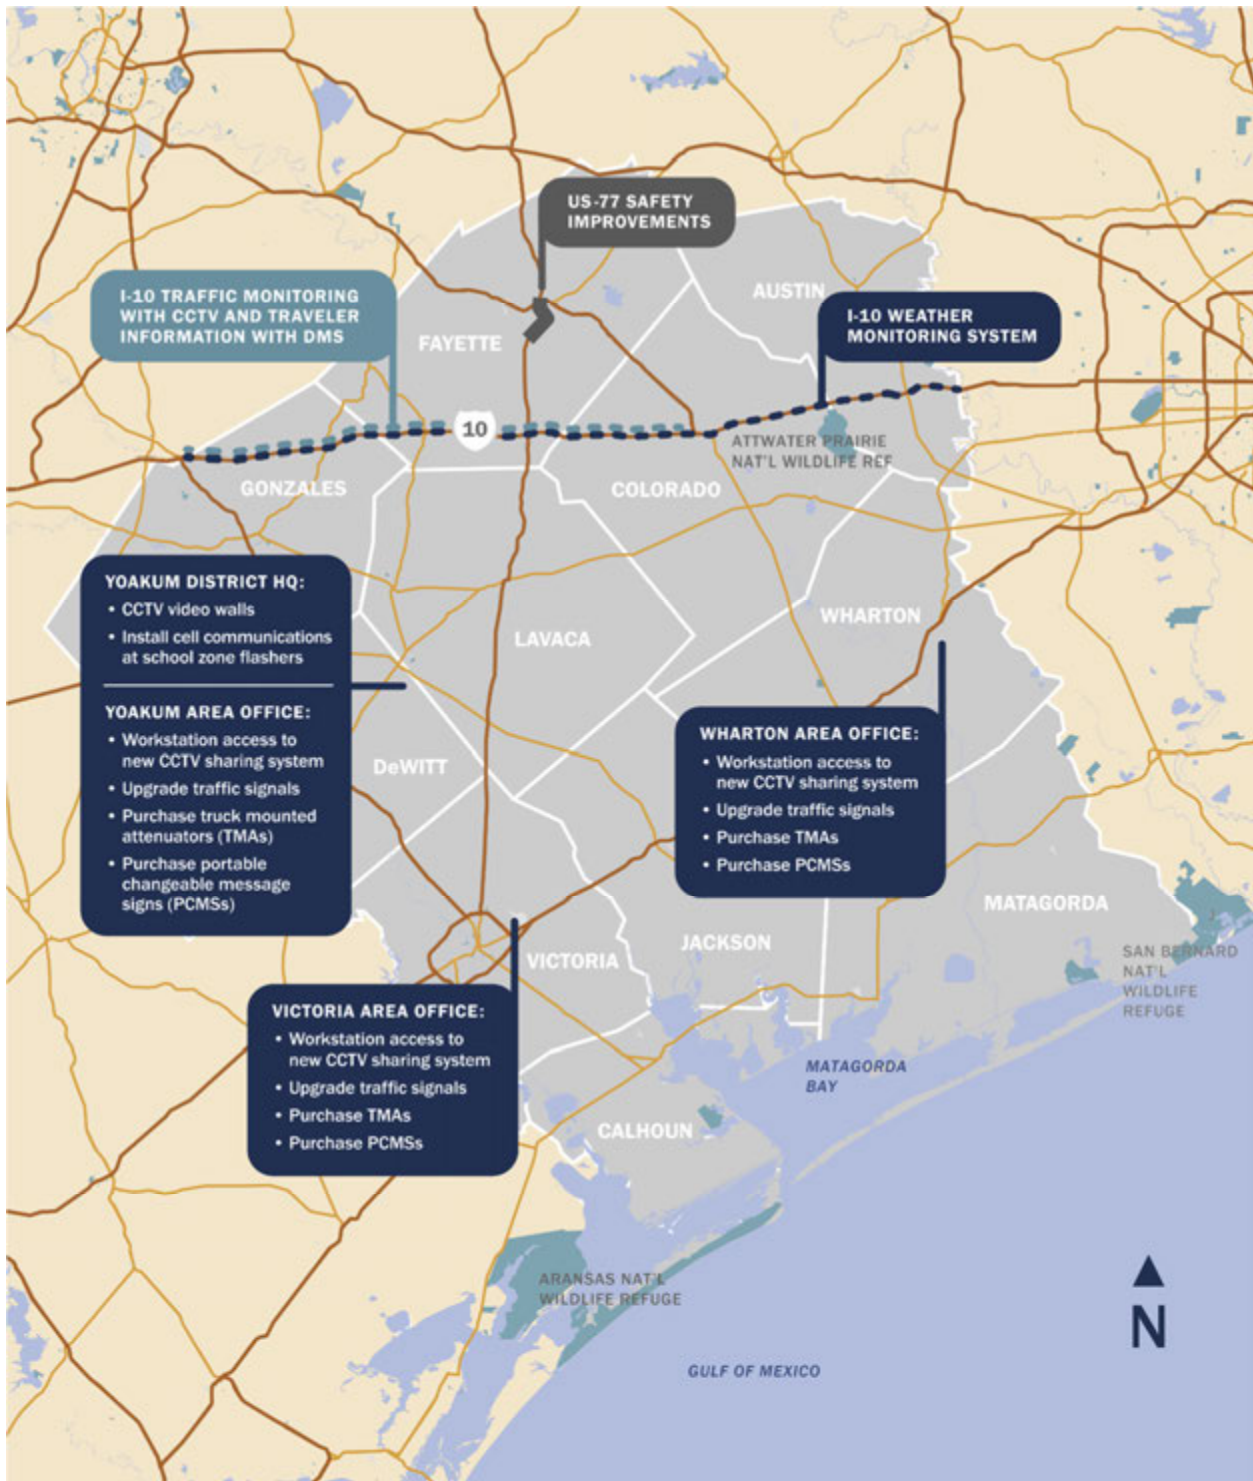 US-77 SAFETY
IMPROVEMENTS
I-10 TRAFFIC MONITORING
WITH CCTV AND TRAVELER
INFORMATION WITH DMS
AUSTIN
I-10 WEATHER
MONITORING SYSTEM
FAYETTE
10
ATTWATER PRAIRIE
NAT'L WILDLIFE REF
GONZALES
COLORADO
YOAKUM DISTRICT HQ:
• CCTV video walls
• Install cell communications
at school zone flashers
YOAKUM AREA OFFICE:
• Workstation access to
new CCTV sharing system
• Upgrade traffic signals
• Purchase truck mounted
attenuators (TMAs)
• Purchase portable
changeable message
signs (PCMSs)
LAVACA
WHARTON
DeWITT
WHARTON AREA OFFICE:
• Workstation access to
new CCTV sharing system
• Upgrade traffic signals
• Purchase TMAs
• Purchase PCMSs
MATAGORDA
JACKSON
VICTORIA
SAN BERNARD
NAT'L
WILDLIFE
REFUGE
VICTORIA AREA OFFICE:
• Workstation access to
new CCTV sharing system
• Upgrade traffic signals
• Purchase TMAs
• Purchase PCMSs
MATAGORDA
BAY
CALHOUN
ARANSAS NAT'L
WILDLIFE REFUGE
N
GULF OF MEXICO